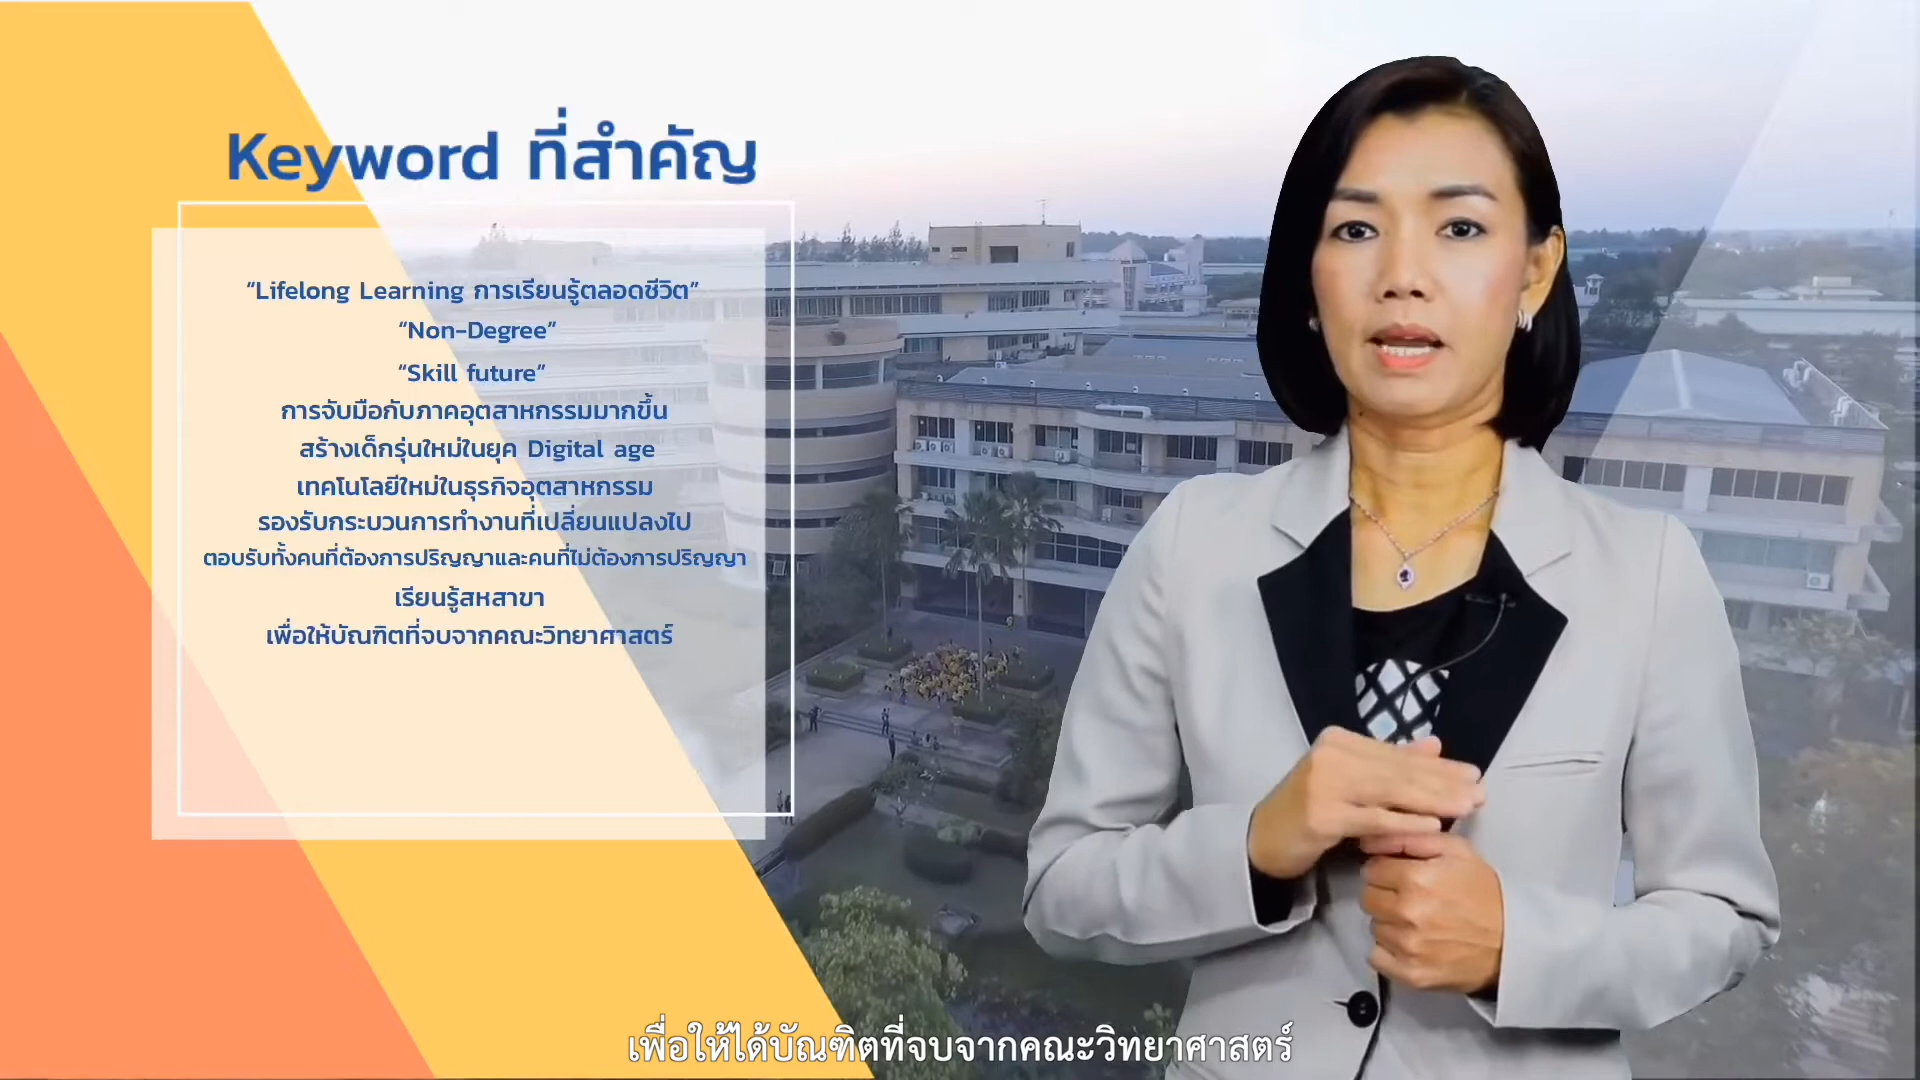 Keyword ที่สำคัญ
“Lifelong Learning การเรียนรู้ตลอดชีวิต”
“Non-Degree”
“Skill future”
การจับมือกับภาคอุตสาหกรรมมากขึ้น
สร้างเด็กรุ่นใหม่ในยุค Digital age
เทคโนโลยีใหม่ในธุรกิจอุตสาหกรรม
รองรับกระบวนการทำงานที่เปลี่ยนแปลงไป
ตอบรับทั้งคนที่ต้องการปริญญาและคนที่ไม่ต้องการปริญญา
เรียนรู้สหสาขา
เพื่อให้บัณฑิตที่จบจากคณะวิทยาศาสตร์
เพื่อให้ได้บัณฑิตที่จบจากคณะวิทยาศาสตร์